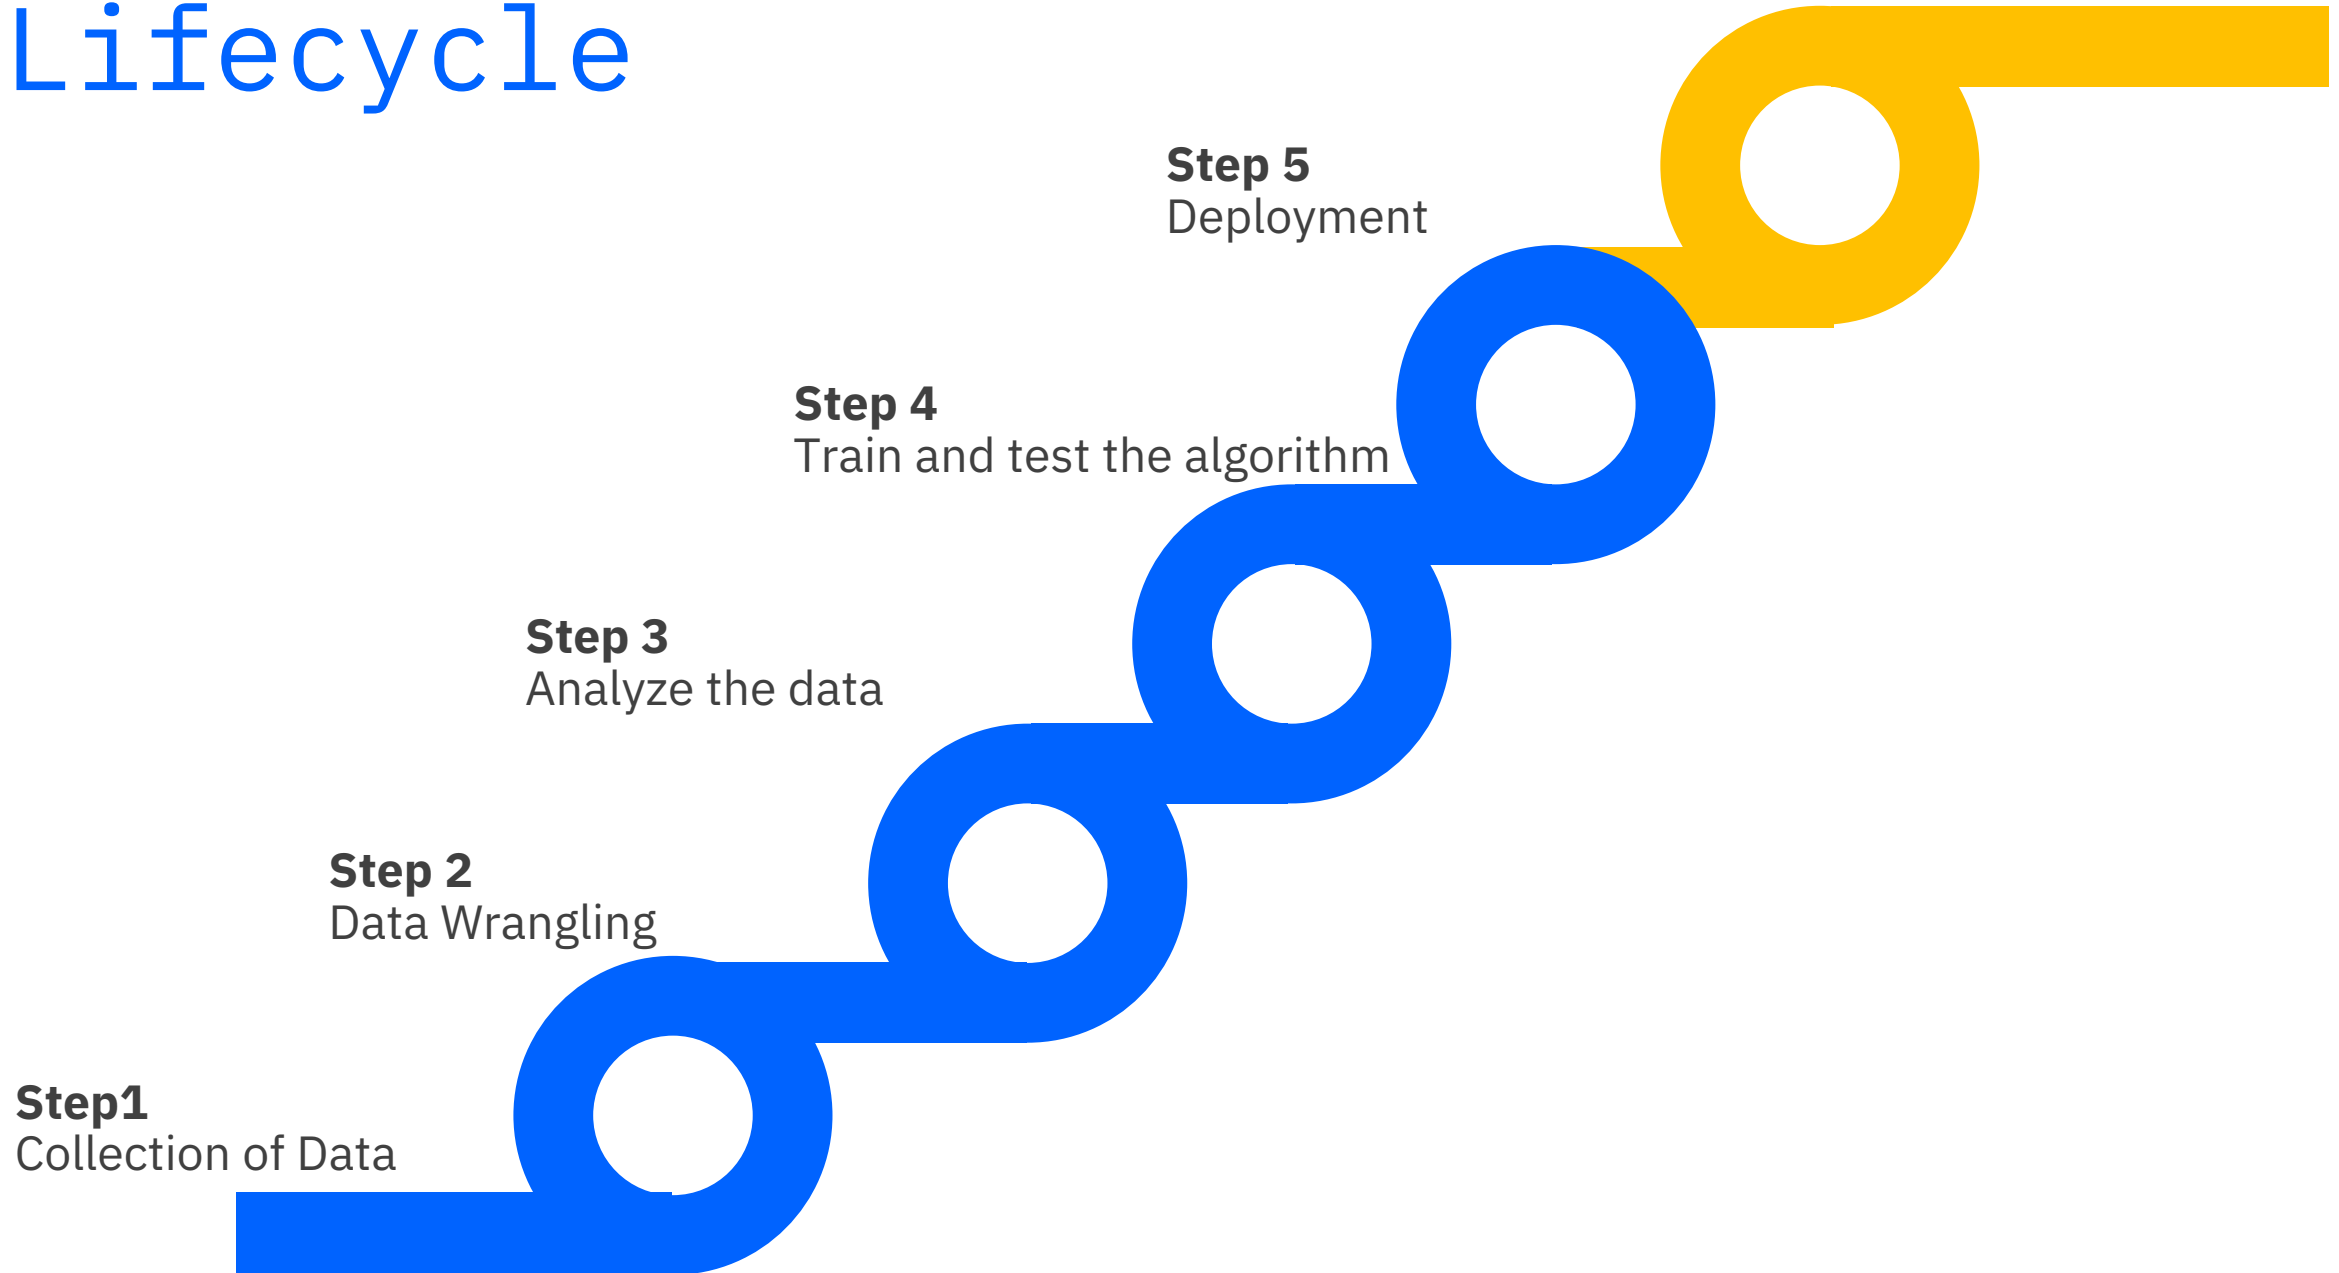 Lifecycle
Step 5
Deployment
Step 4
Train and test the algorithm
Step 3
Analyze the data
Step 2
Data Wrangling
Step1
Collection of Data